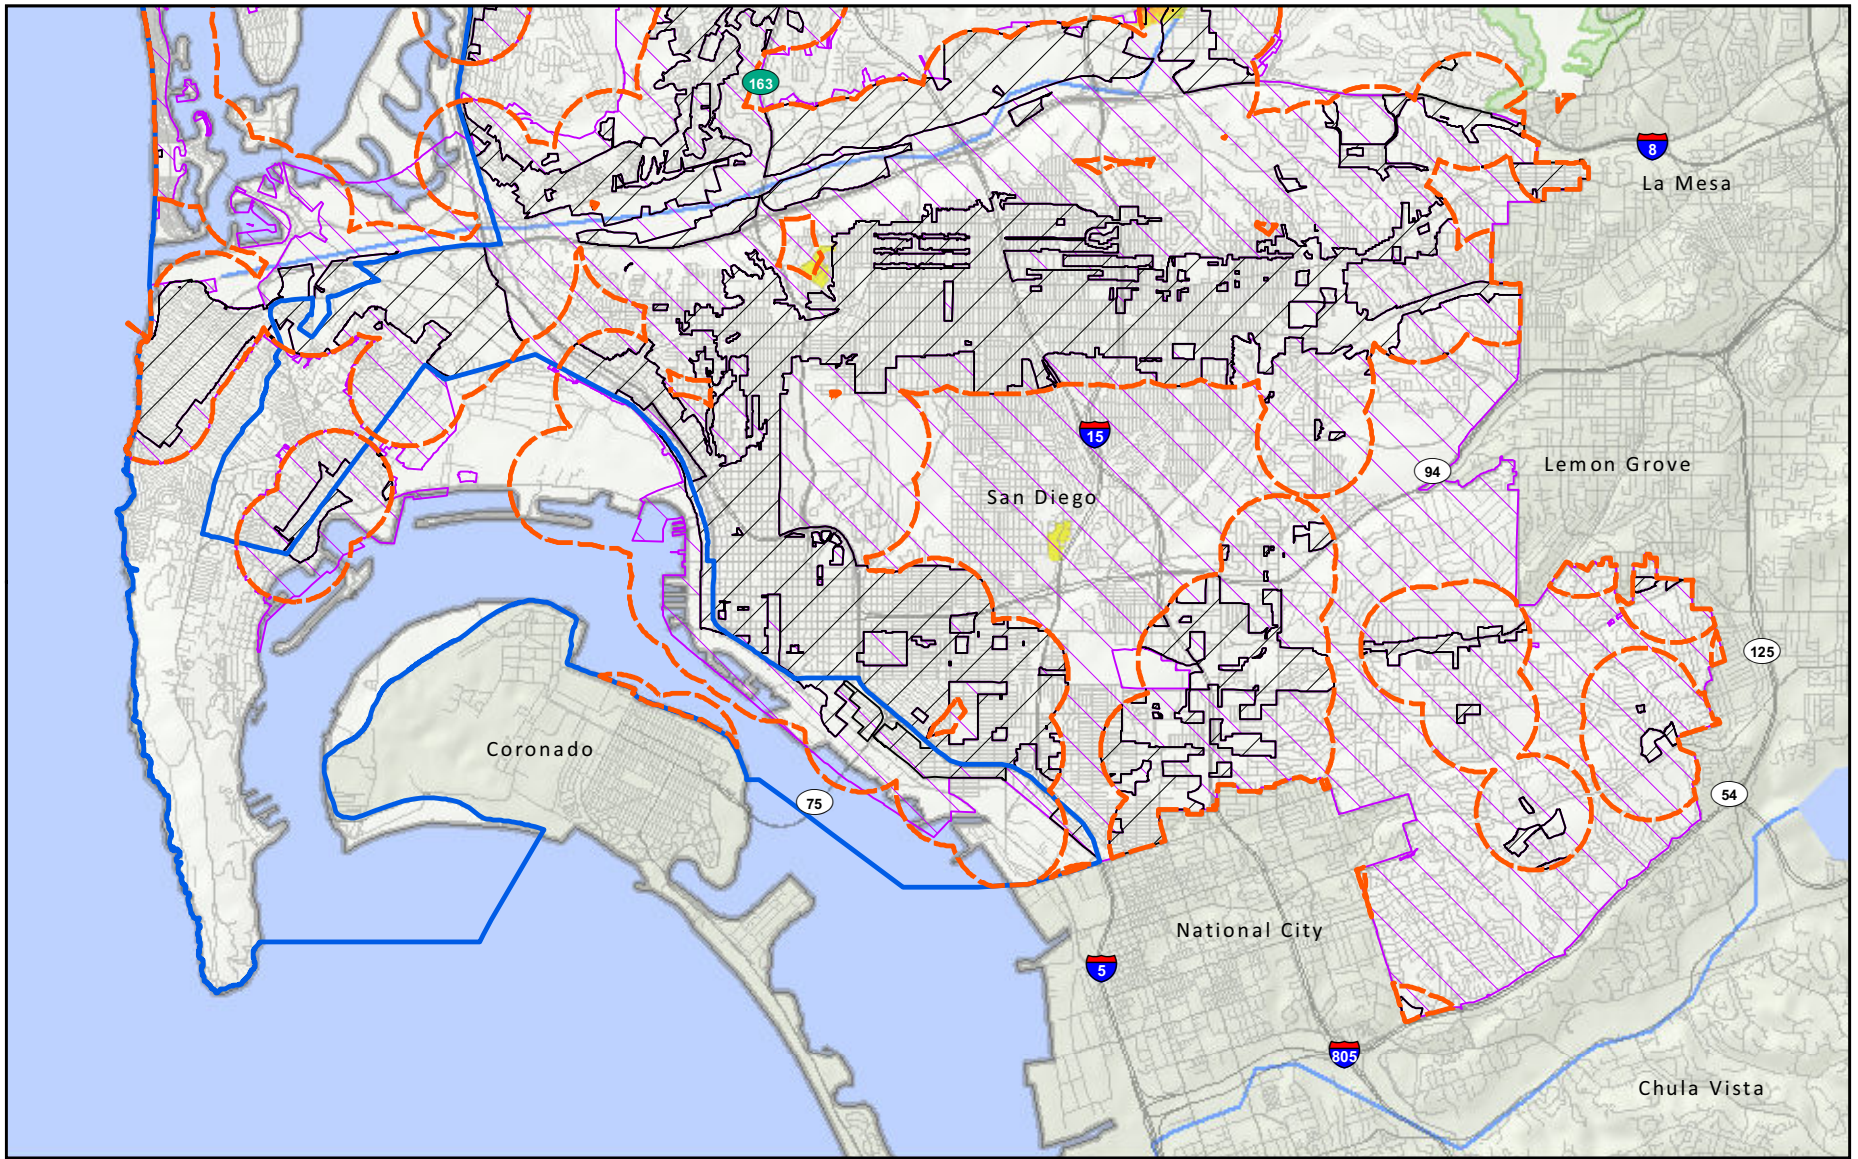 163
8
La Mesa
15
Lemon Grove
94
San Diego
125
Coronado
54
75
National City
5
805
Chula Vista